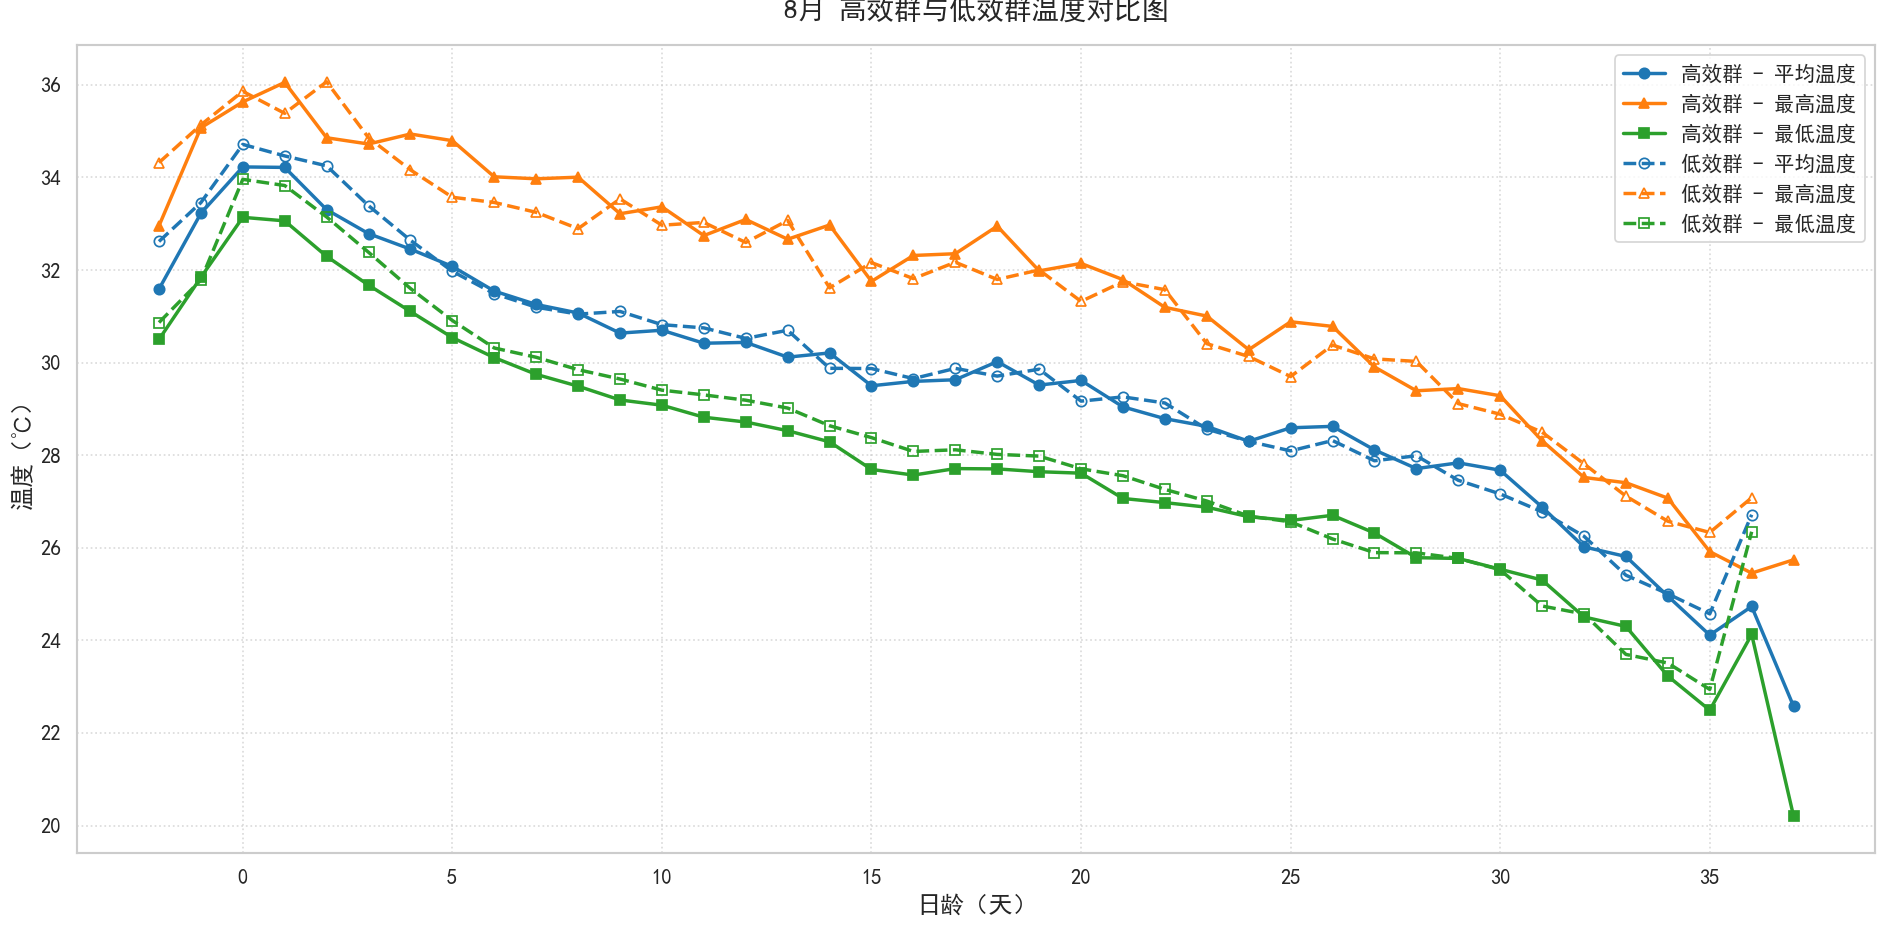 8月 高效群与低效群温度对比图
高效群 - 平均温度
高效群 - 最高温度
高效群 - 最低温度
低效群 - 平均温度
低效群 - 最高温度
低效群 - 最低温度
温度（℃）
36
34
32
30
28
26
24
22
20
0 5 10 15 20 25 30 35
日龄（天）